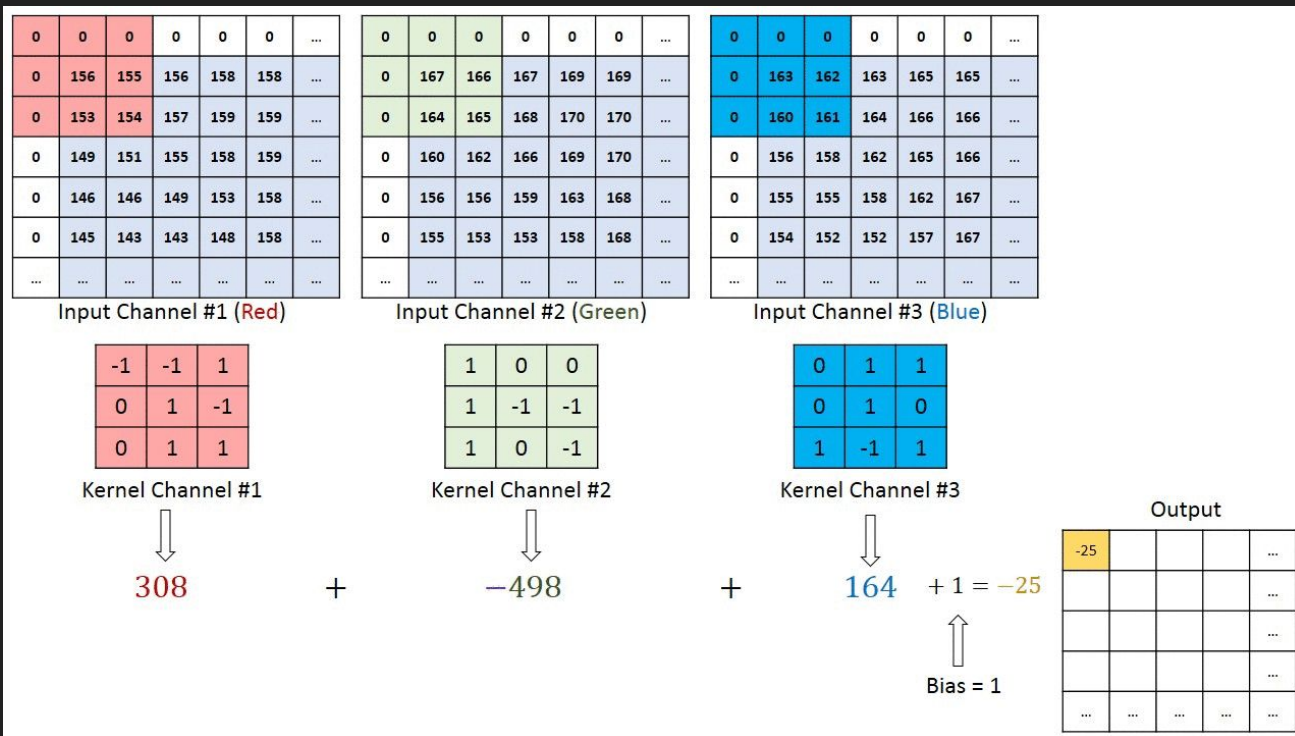 0 0 0 0 0 0 ... 0 0 0 0 0 0 ... 0 0 0 0 0 0 ...
0 156 155 156 158 158 ... 0 167 166 167 169 169 ... 0 163 162 163 165 165 ...
0 153 154 157 159 159 ... 0 164 165 168 170 170 ... 0 160 161 164 166 166 ...
0 149 151 155 158 159 ... 0 160 162 166 169 170 ... 0 156 158 162 165 166 ...
0 146 146 149 153 158 ... 0 156 156 159 163 168 ... 0 155 155 158 162 167 ...
0 145 143 143 148 158 ... 0 155 153 153 158 168 ... 0 154 152 152 157 167 ...
... ... ... ... ... ... ... ... ... ... ... ... ... ... ... ... ... ... ... ... ...
Input Channel #1 (Red) Input Channel #2 (Green) Input Channel #3 (Blue)
-1 -1 1 1 0 0 0 1 1
0 1 -1 1 -1 -1 0 1 0
0 1 1 1 0 -1 1 -1 1
Kernel Channel #1 Kernel Channel #2 Kernel Channel #3
308 + −498 + 164 + 1 = −25
Bias = 1
Output
-25 ...
...
...
...
... ... ... ... ...